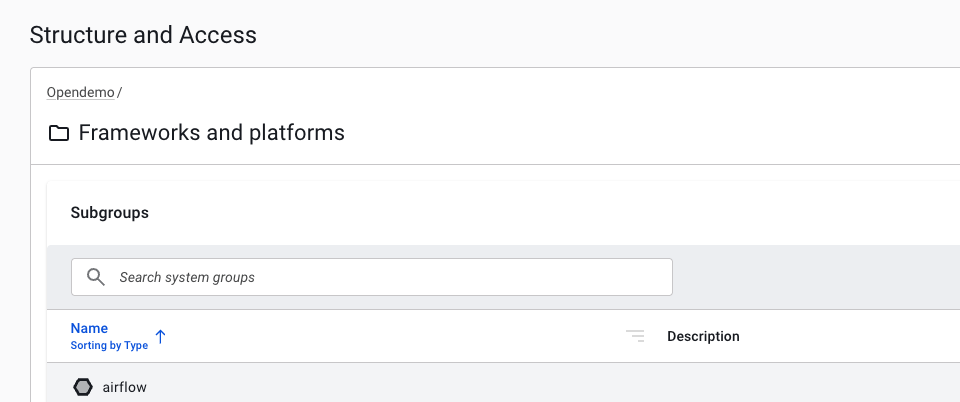 Structure and Access
Opendemo /
Frameworks and platforms
Subgroups
Search system groups
Name
Sorting by Type
Description
airflow